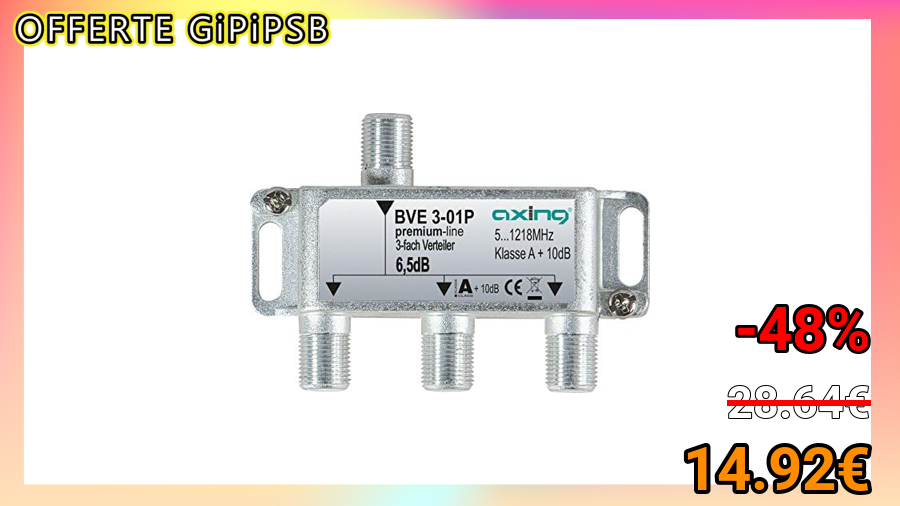 OFFERTE GiPiPSB
BVE 3-01P
premium-line
3-fach Verteiler
6,5dB
axing
5...1218MHz
Klasse A + 10dB
A + 10dB CE
-48%
28.64€
14.92€